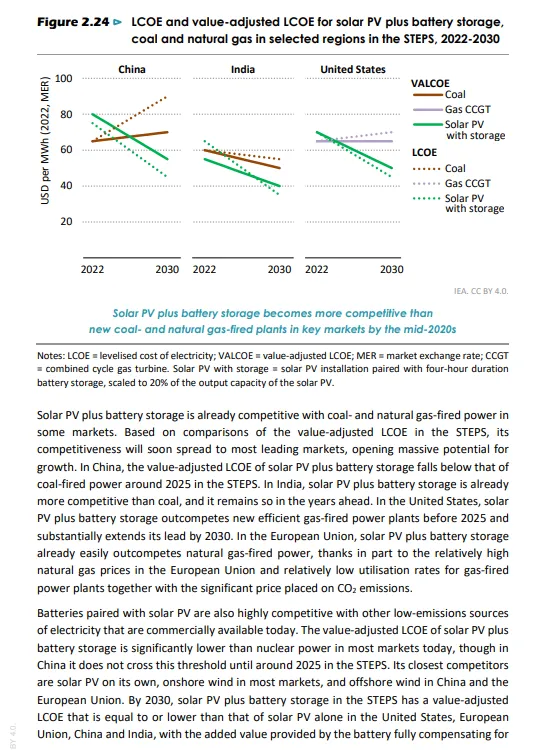 Figure 2.24 ⊳ LCOE and value-adjusted LCOE for solar PV plus battery storage,
coal and natural gas in selected regions in the STEPS, 2022-2030
China India United States
USD per MWh (2022, MER)
100
80
60
40
20
2022 2030 2022 2030 2022 2030
VALCOE
Coal
Gas CCGT
Solar PV
with storage
LCOE
Coal
Gas CCGT
Solar PV
with storage
IEA. CC BY 4.0.
Solar PV plus battery storage becomes more competitive than
new coal- and natural gas-fired plants in key markets by the mid-2020s
Notes: LCOE = levelised cost of electricity; VALCOE = value-adjusted LCOE; MER = market exchange rate; CCGT
= combined cycle gas turbine. Solar PV with storage = solar PV installation paired with four-hour duration
battery storage, scaled to 20% of the output capacity of the solar PV.
Solar PV plus battery storage is already competitive with coal- and natural gas-fired power in
some markets. Based on comparisons of the value-adjusted LCOE in the STEPS, its
competitiveness will soon spread to most leading markets, opening massive potential for
growth. In China, the value-adjusted LCOE of solar PV plus battery storage falls below that of
coal-fired power around 2025 in the STEPS. In India, solar PV plus battery storage is already
more competitive than coal, and it remains so in the years ahead. In the United States, solar
PV plus battery storage outcompetes new efficient gas-fired power plants before 2025 and
substantially extends its lead by 2030. In the European Union, solar PV plus battery storage
already easily outcompetes natural gas-fired power, thanks in part to the relatively high
natural gas prices in the European Union and relatively low utilisation rates for gas-fired
power plants together with the significant price placed on CO₂ emissions.
Batteries paired with solar PV are also highly competitive with other low-emissions sources
of electricity that are commercially available today. The value-adjusted LCOE of solar PV plus
battery storage is significantly lower than nuclear power in most markets today, though in
China it does not cross this threshold until around 2025 in the STEPS. Its closest competitors
are solar PV on its own, onshore wind in most markets, and offshore wind in China and the
European Union. By 2030, solar PV plus battery storage in the STEPS has a value-adjusted
LCOE that is equal to or lower than that of solar PV alone in the United States, European
Union, China and India, with the added value provided by the battery fully compensating for
BY 4.0.